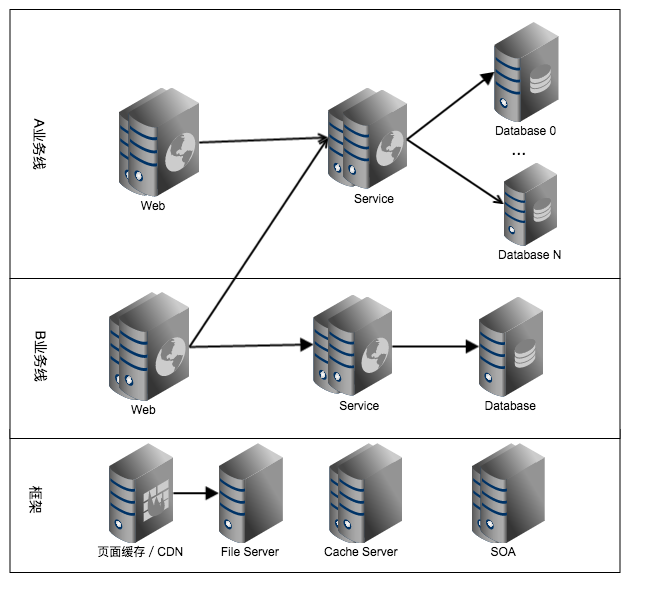 A业务线
Web
Service
Database 0
...
Database N
B业务线
Web
Service
Database
框架
页面缓存 / CDN
File Server
Cache Server
SOA